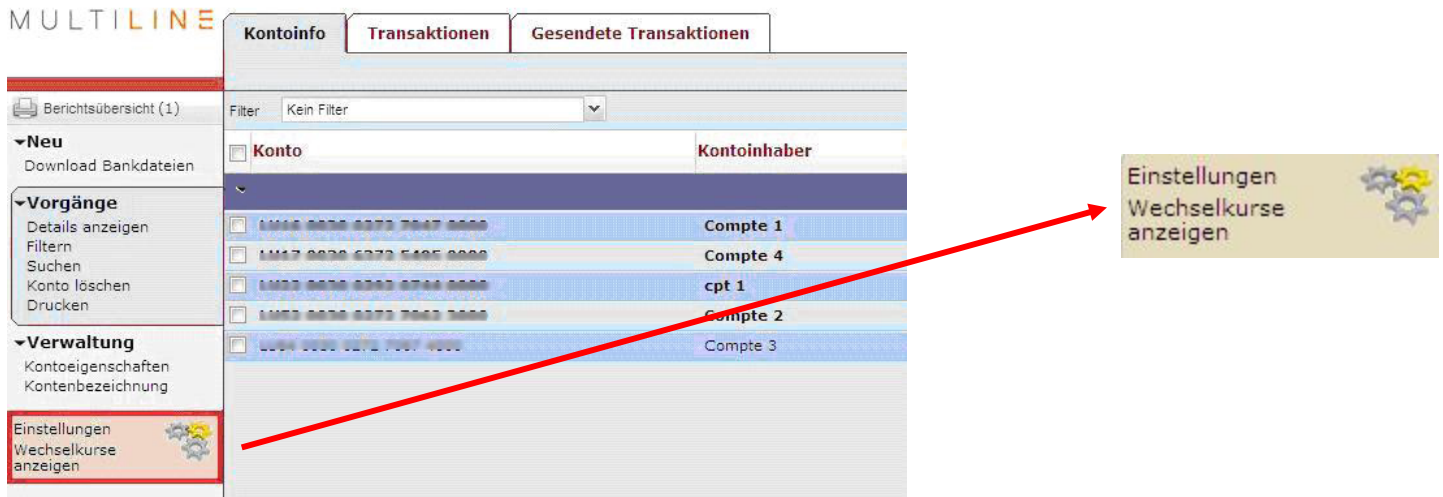 MULTILINE
Kontoinfo Transaktionen Gesendete Transaktionen
Berichtsübersicht (1)
Filter Kein Filter
Neu
Download Bankdateien
Konto Kontoinhaber
Vorgänge
Details anzeigen
Filtern
Suchen
Konto löschen
Drucken
Compte 1
Compte 4
cpt 1
Compte 2
Compte 3
Verwaltung
Kontoeigenschaften
Kontenbezeichnung
Einstellungen
Wechselkurse
anzeigen
Einstellungen
Wechselkurse
anzeigen